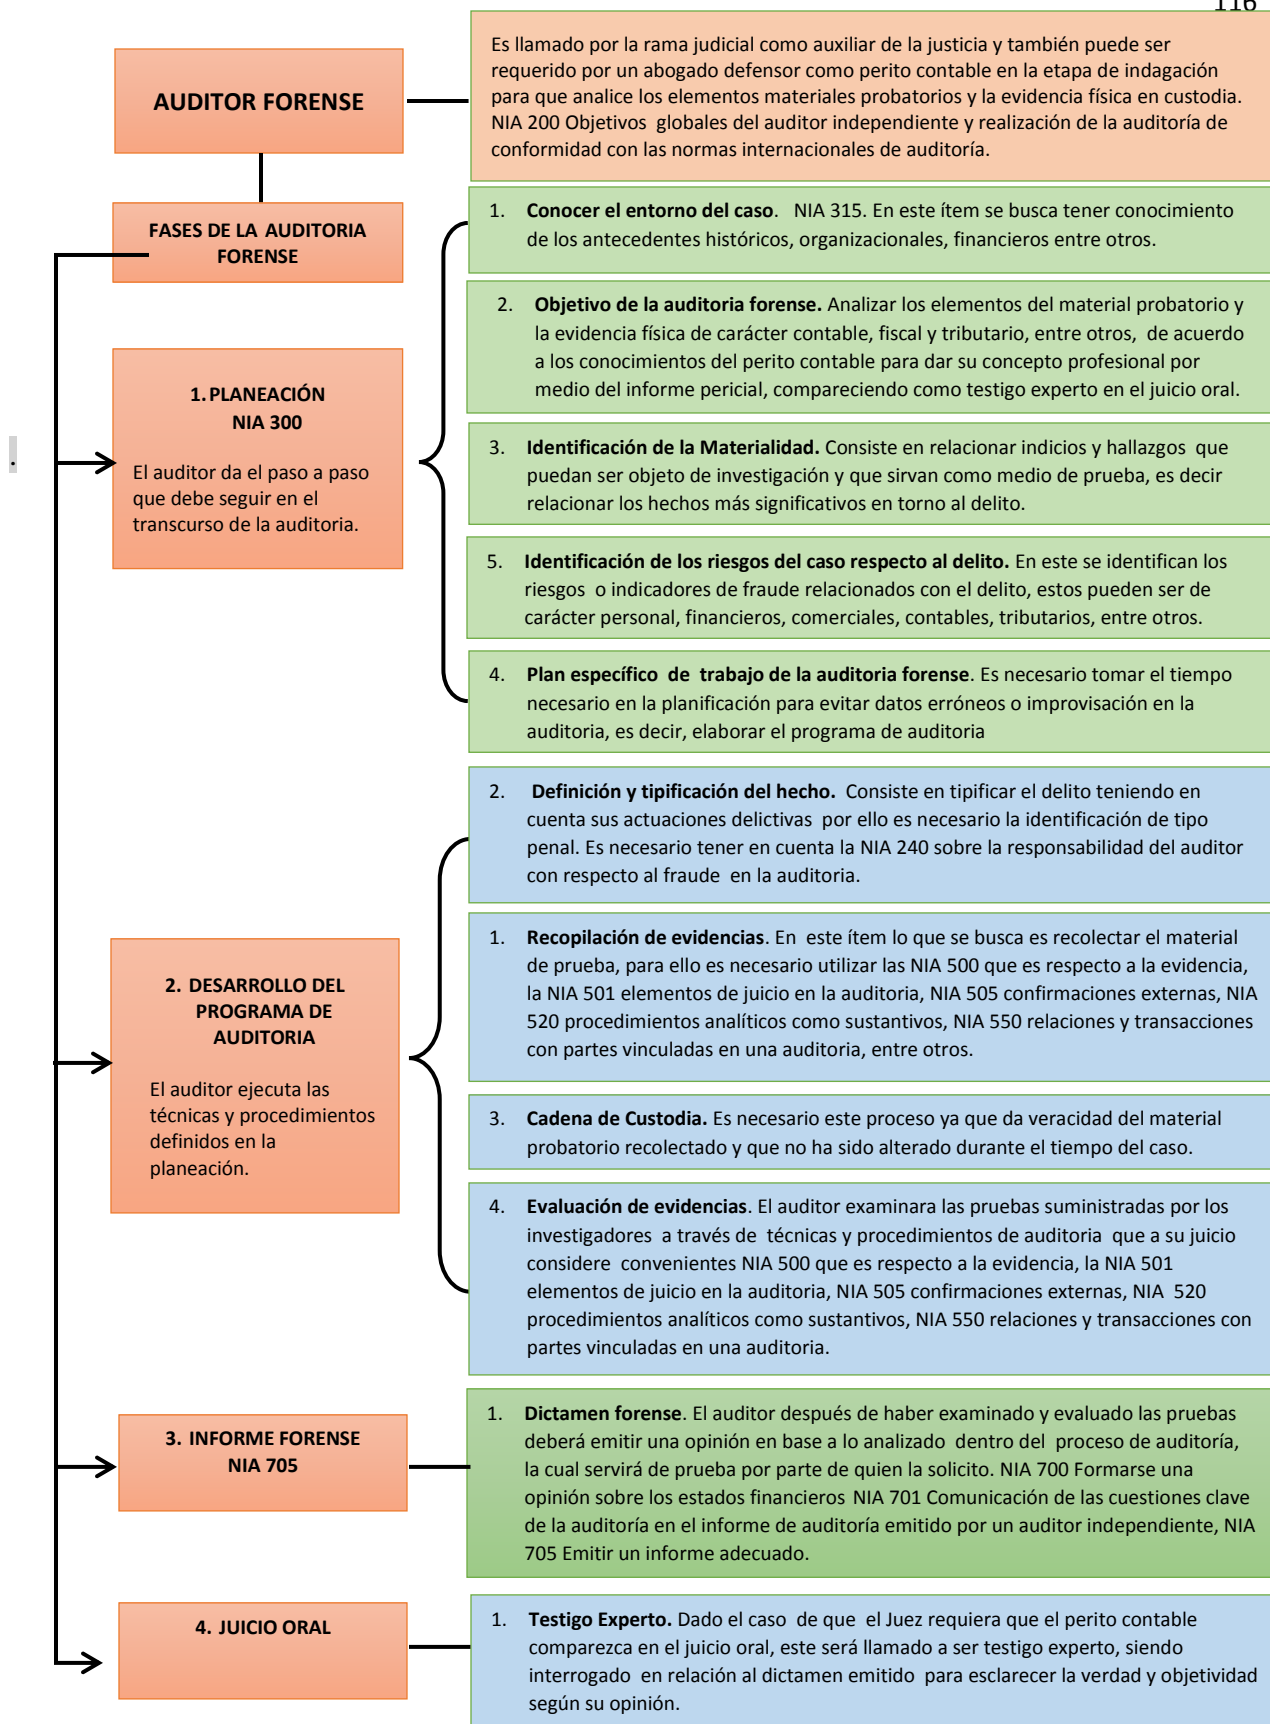 116
AUDITOR FORENSE
Es llamado por la rama judicial como auxiliar de la justicia y también puede ser
requerido por un abogado defensor como perito contable en la etapa de indagación
para que analice los elementos materiales probatorios y la evidencia física en custodia.
NIA 200 Objetivos globales del auditor independiente y realización de la auditoría de
conformidad con las normas internacionales de auditoría.
FASES DE LA AUDITORIA
FORENSE
1. PLANEACIÓN
NIA 300
El auditor da el paso a paso
que debe seguir en el
transcurso de la auditoria.
.
1. Conocer el entorno del caso. NIA 315. En este ítem se busca tener conocimiento
de los antecedentes históricos, organizacionales, financieros entre otros.
2. Objetivo de la auditoria forense. Analizar los elementos del material probatorio y
la evidencia física de carácter contable, fiscal y tributario, entre otros, de acuerdo
a los conocimientos del perito contable para dar su concepto profesional por
medio del informe pericial, compareciendo como testigo experto en el juicio oral.
3. Identificación de la Materialidad. Consiste en relacionar indicios y hallazgos que
puedan ser objeto de investigación y que sirvan como medio de prueba, es decir
relacionar los hechos más significativos en torno al delito.
5. Identificación de los riesgos del caso respecto al delito. En este se identifican los
riesgos o indicadores de fraude relacionados con el delito, estos pueden ser de
carácter personal, financieros, comerciales, contables, tributarios, entre otros.
4. Plan específico de trabajo de la auditoria forense. Es necesario tomar el tiempo
necesario en la planificación para evitar datos erróneos o improvisación en la
auditoria, es decir, elaborar el programa de auditoria
2. DESARROLLO DEL
PROGRAMA DE
AUDITORIA
El auditor ejecuta las
técnicas y procedimientos
definidos en la
planeación.
2. Definición y tipificación del hecho. Consiste en tipificar el delito teniendo en
cuenta sus actuaciones delictivas por ello es necesario la identificación de tipo
penal. Es necesario tener en cuenta la NIA 240 sobre la responsabilidad del auditor
con respecto al fraude en la auditoria.
1. Recopilación de evidencias. En este ítem lo que se busca es recolectar el material
de prueba, para ello es necesario utilizar las NIA 500 que es respecto a la evidencia,
la NIA 501 elementos de juicio en la auditoria, NIA 505 confirmaciones externas, NIA
520 procedimientos analíticos como sustantivos, NIA 550 relaciones y transacciones
con partes vinculadas en una auditoria, entre otros.
3. Cadena de Custodia. Es necesario este proceso ya que da veracidad del material
probatorio recolectado y que no ha sido alterado durante el tiempo del caso.
4. Evaluación de evidencias. El auditor examinara las pruebas suministradas por los
investigadores a través de técnicas y procedimientos de auditoria que a su juicio
considere convenientes NIA 500 que es respecto a la evidencia, la NIA 501
elementos de juicio en la auditoria, NIA 505 confirmaciones externas, NIA 520
procedimientos analíticos como sustantivos, NIA 550 relaciones y transacciones con
partes vinculadas en una auditoria.
3. INFORME FORENSE
NIA 705
1. Dictamen forense. El auditor después de haber examinado y evaluado las pruebas
deberá emitir una opinión en base a lo analizado dentro del proceso de auditoría,
la cual servirá de prueba por parte de quien la solicito. NIA 700 Formarse una
opinión sobre los estados financieros NIA 701 Comunicación de las cuestiones clave
de la auditoría en el informe de auditoría emitido por un auditor independiente, NIA
705 Emitir un informe adecuado.
4. JUICIO ORAL
1. Testigo Experto. Dado el caso de que el Juez requiera que el perito contable
comparezca en el juicio oral, este será llamado a ser testigo experto, siendo
interrogado en relación al dictamen emitido para esclarecer la verdad y objetividad
según su opinión.